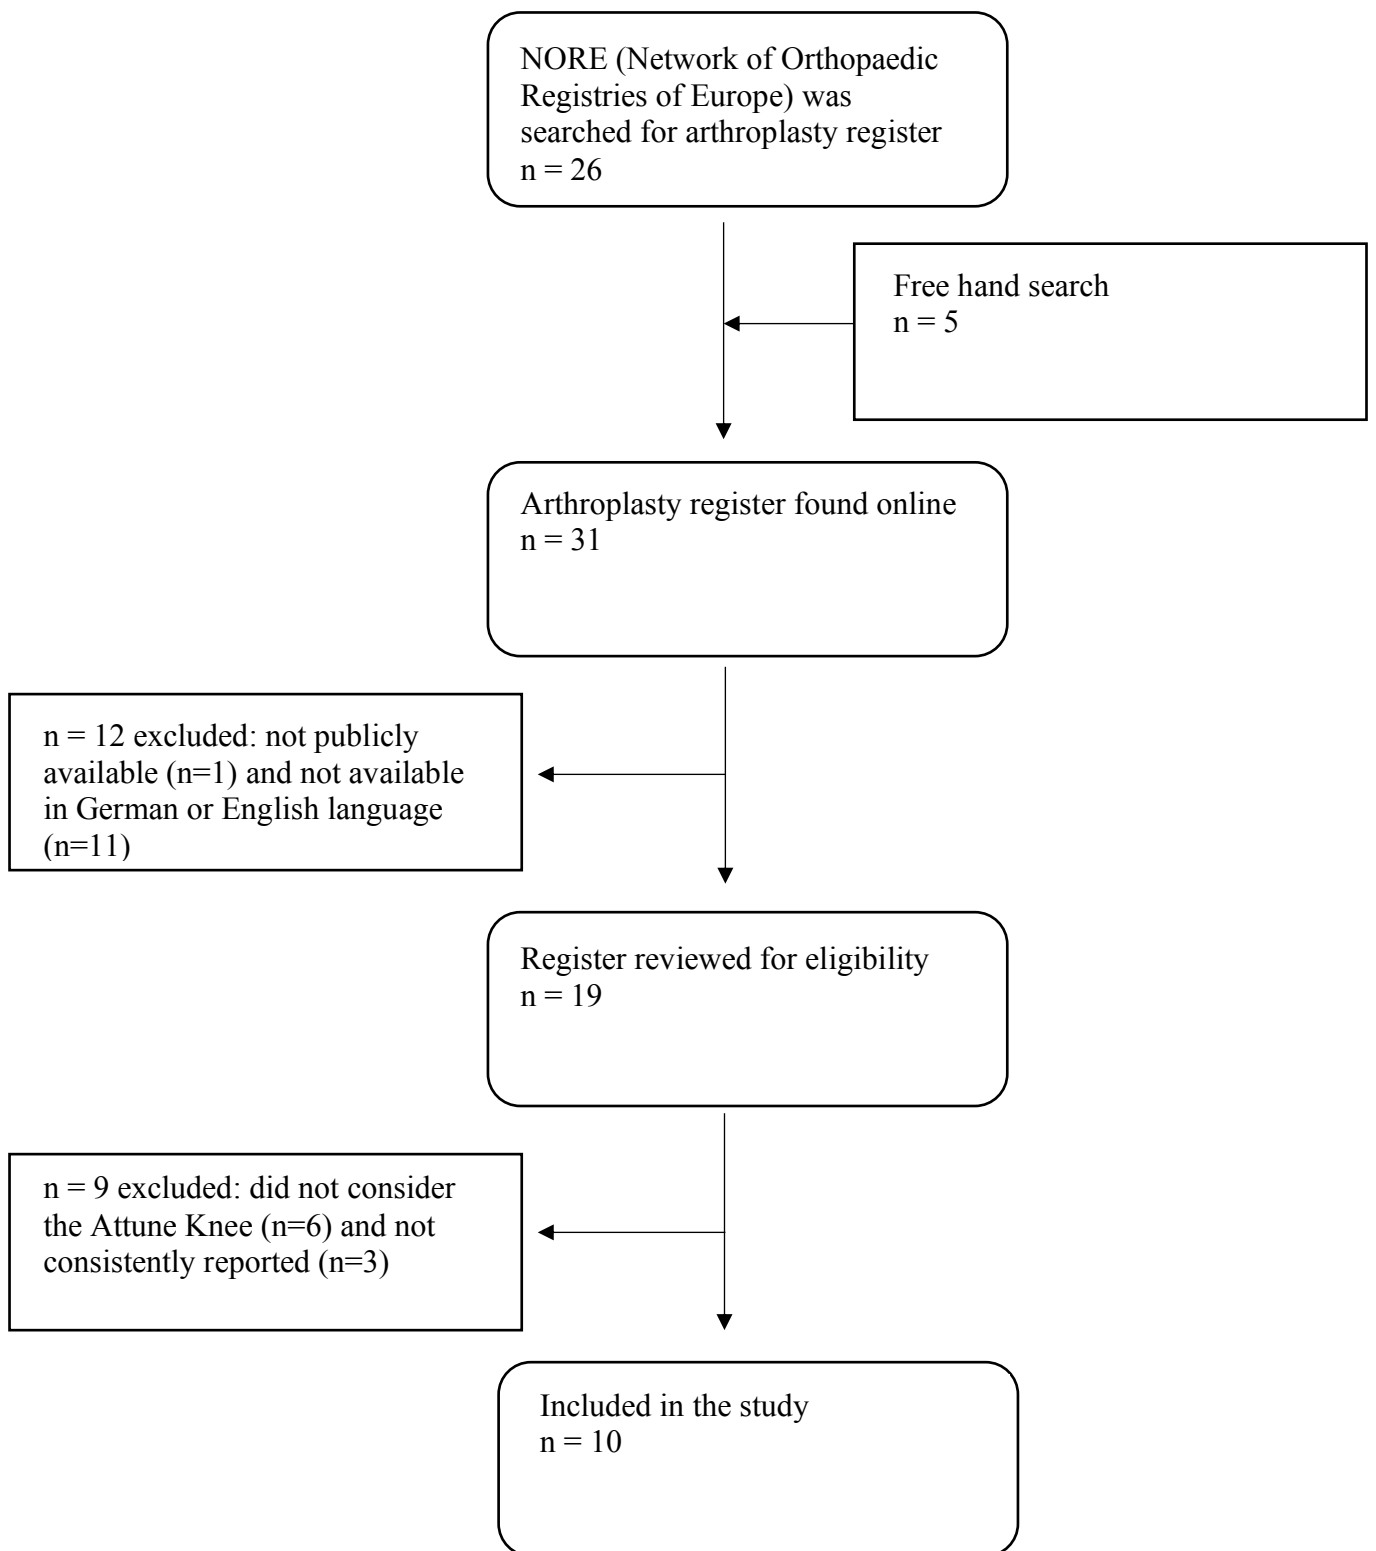 NORE (Network of Orthopaedic
Registries of Europe) was
searched for arthroplasty register
n = 26
Free hand search
n = 5
Arthroplasty register found online
n = 31
n = 12 excluded: not publicly
available (n=1) and not available
in German or English language
(n=11)
Register reviewed for eligibility
n = 19
n = 9 excluded: did not consider
the Attune Knee (n=6) and not
consistently reported (n=3)
Included in the study
n = 10